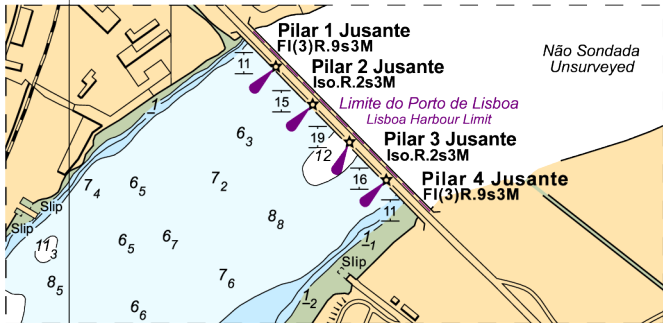 Pilar 1 Jusante
Fl(3)R.9s3M
11
Pilar 2 Jusante
Iso.R.2s3M
Não Sondada
Unsurveyed
15
1
Limite do Porto de Lisboa
Lisboa Harbour Limit
6₃
19
12
Pilar 3 Jusante
Iso.R.2s3M
7₄
6₅
7₂
16
Pilar 4 Jusante
Fl(3)R.9s3M
Slip
8₈
11
Slip
11₃
6₅
6₇
1₁
Slip
8₅
7₆
1₂
6₆